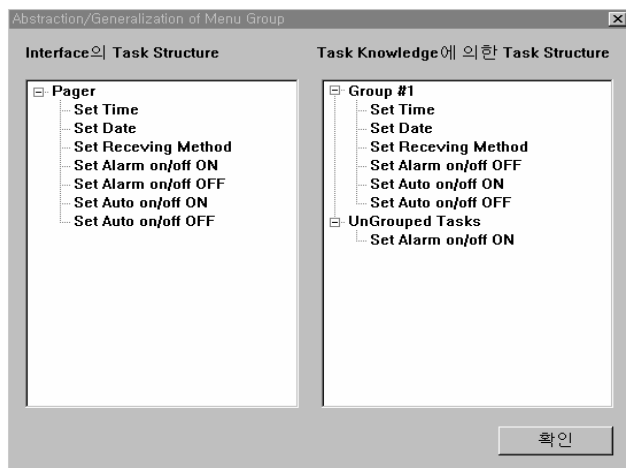 Abstraction/Generalization of Menu Group
Interface의 Task Structure
Pager
Set Time
Set Date
Set Receving Method
Set Alarm on/off ON
Set Alarm on/off OFF
Set Auto on/off ON
Set Auto on/off OFF
Task Knowledge에 의한 Task Structure
Group #1
Set Time
Set Date
Set Receving Method
Set Alarm on/off OFF
Set Auto on/off ON
Set Auto on/off OFF
UnGrouped Tasks
Set Alarm on/off ON
확인